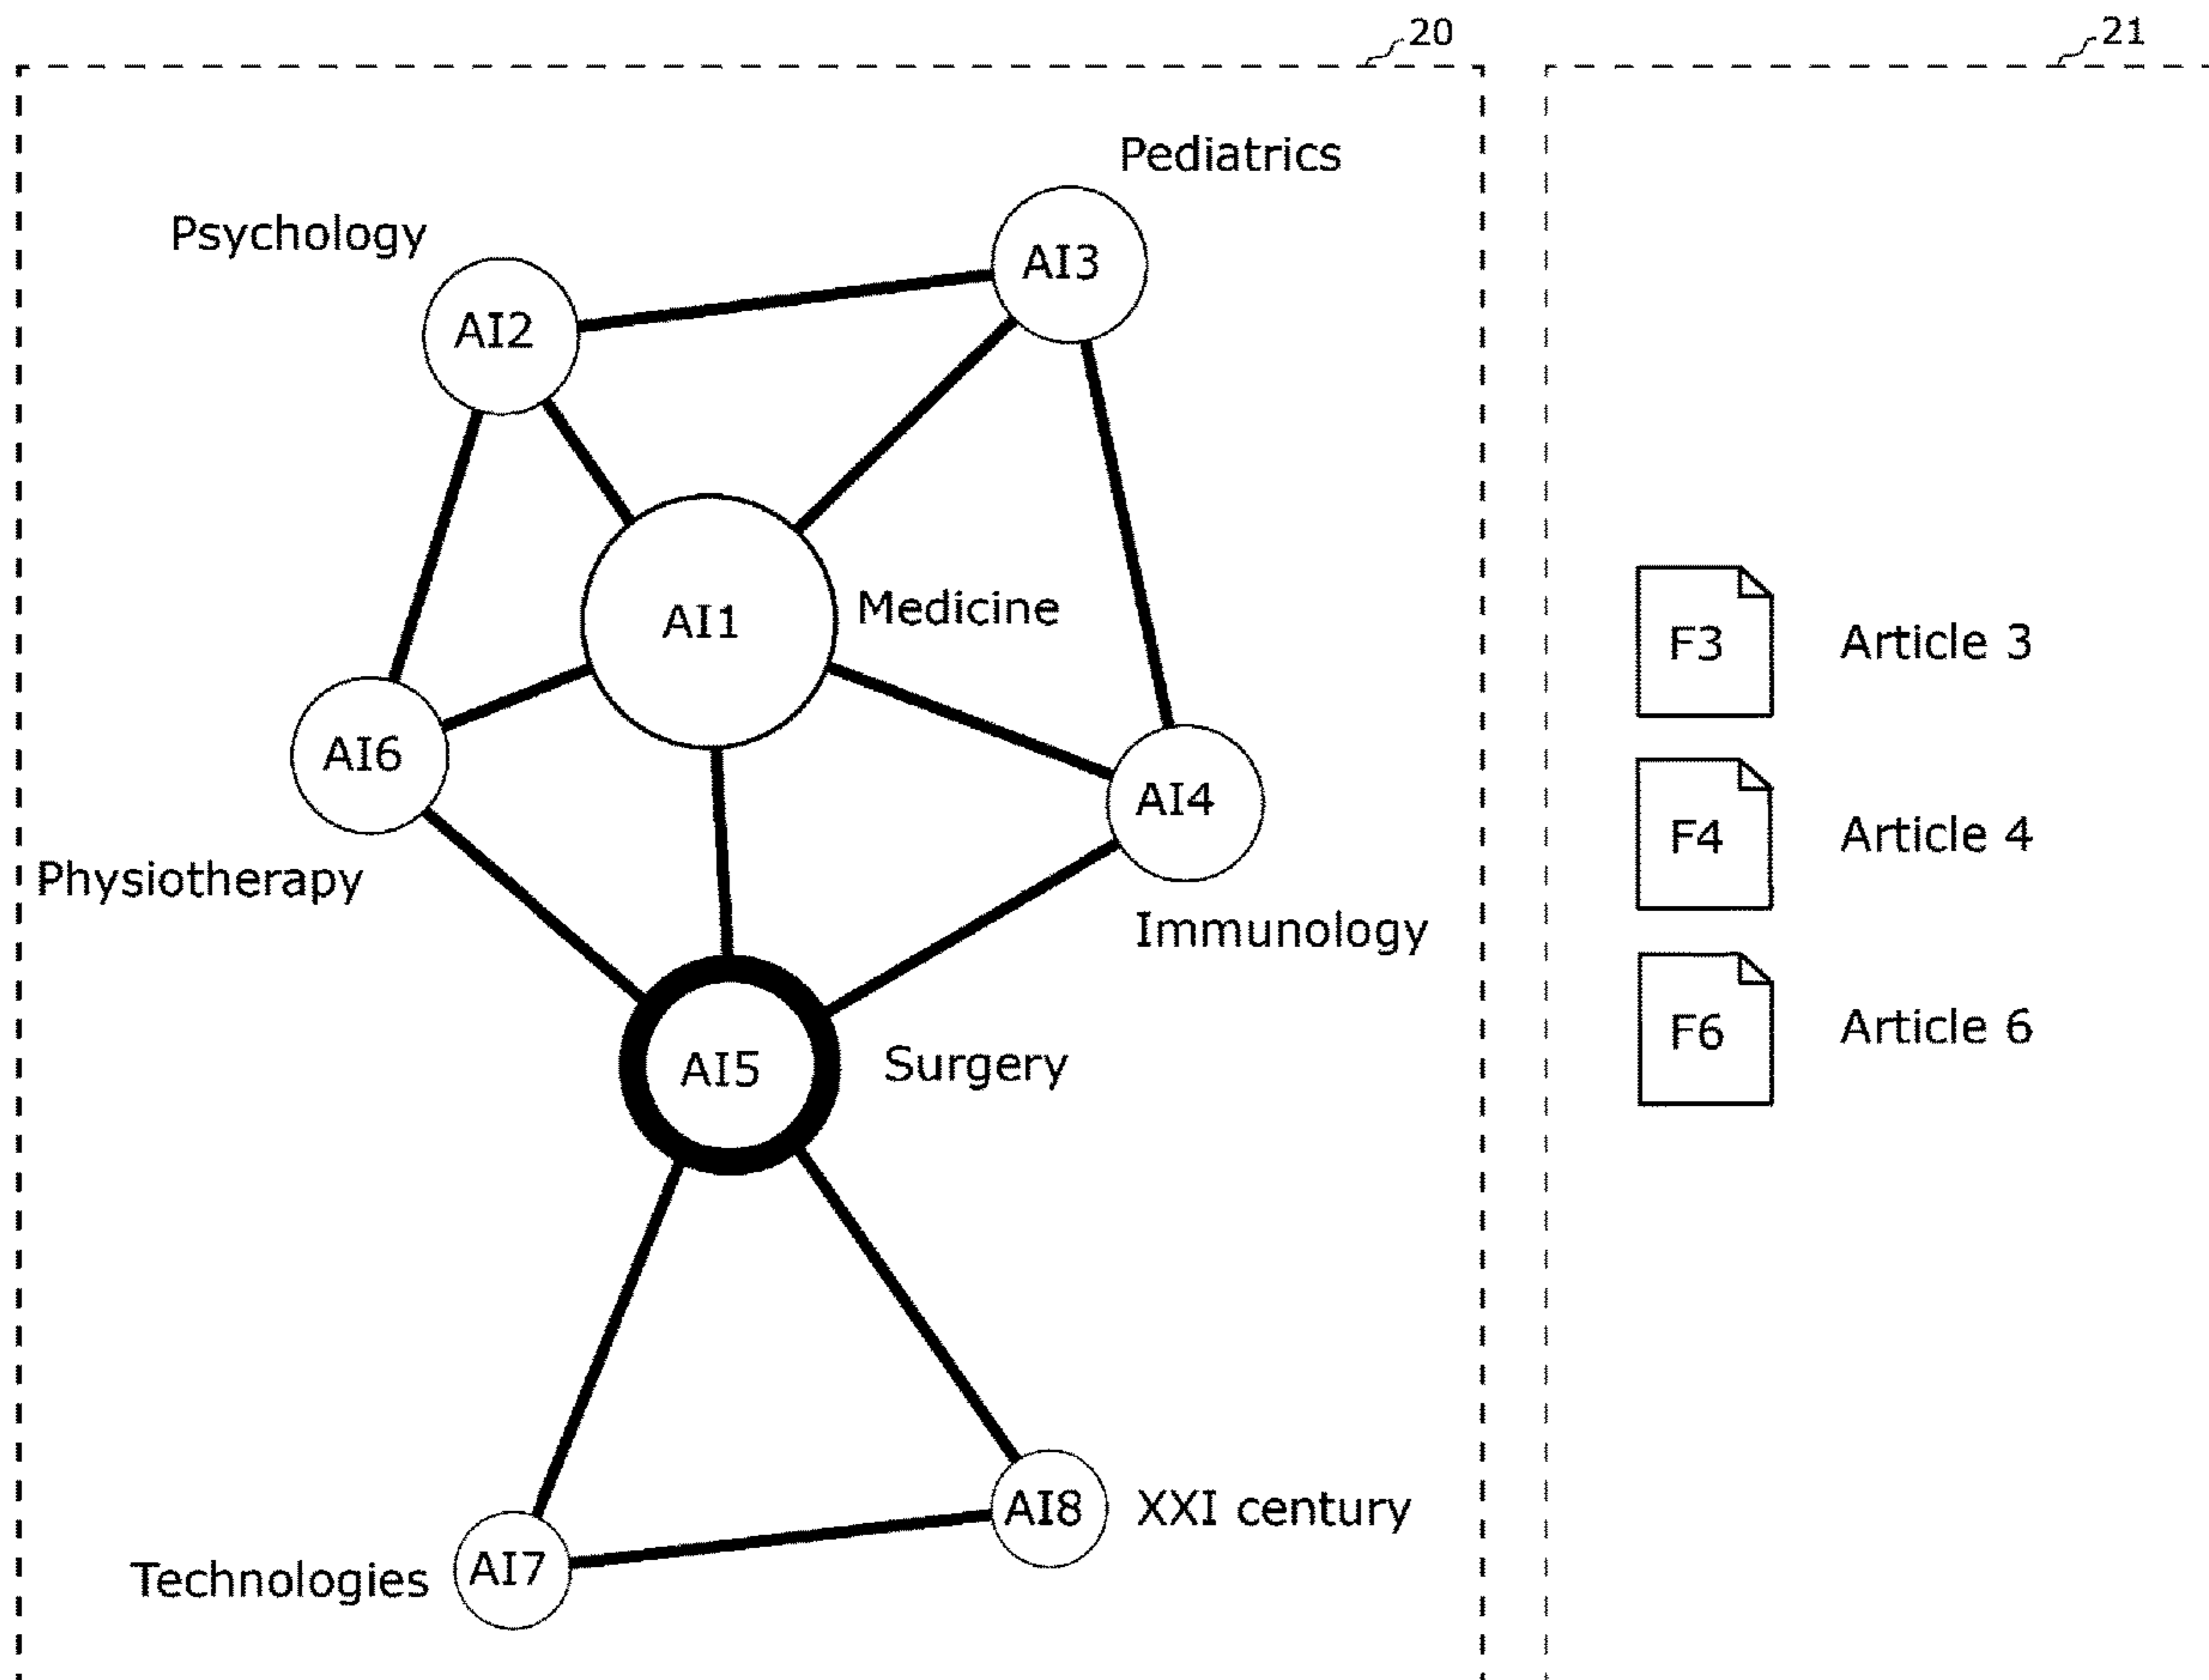 20
21
Pediatrics
Psychology
AI3
AI2
AI1
Medicine
F3
Article 3
AI6
AI4
F4
Article 4
Physiotherapy
Immunology
F6
Article 6
AI5
Surgery
AI8
XXI century
AI7
Technologies